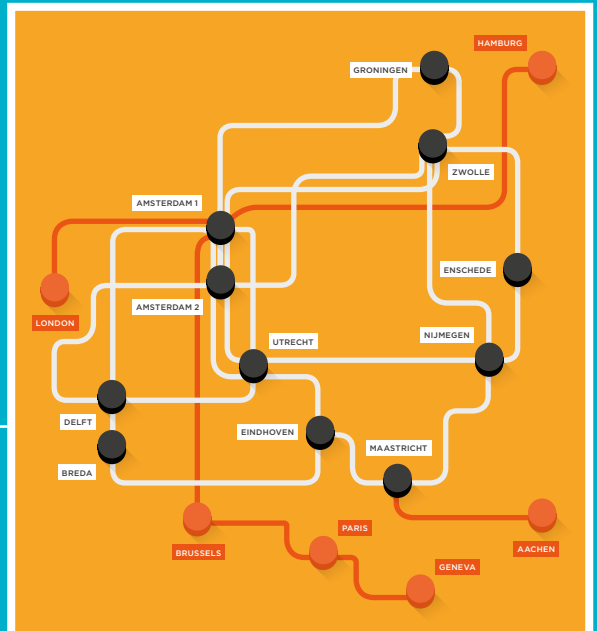 HAMBURG
GRONINGEN
ZWOLLE
AMSTERDAM 1
ENSCHEDE
AMSTERDAM 2
LONDON
UTRECHT
NIJMEGEN
DELFT
EINDHOVEN
MAASTRICHT
BREDA
PARIS
BRUSSELS
AACHEN
GENEVA